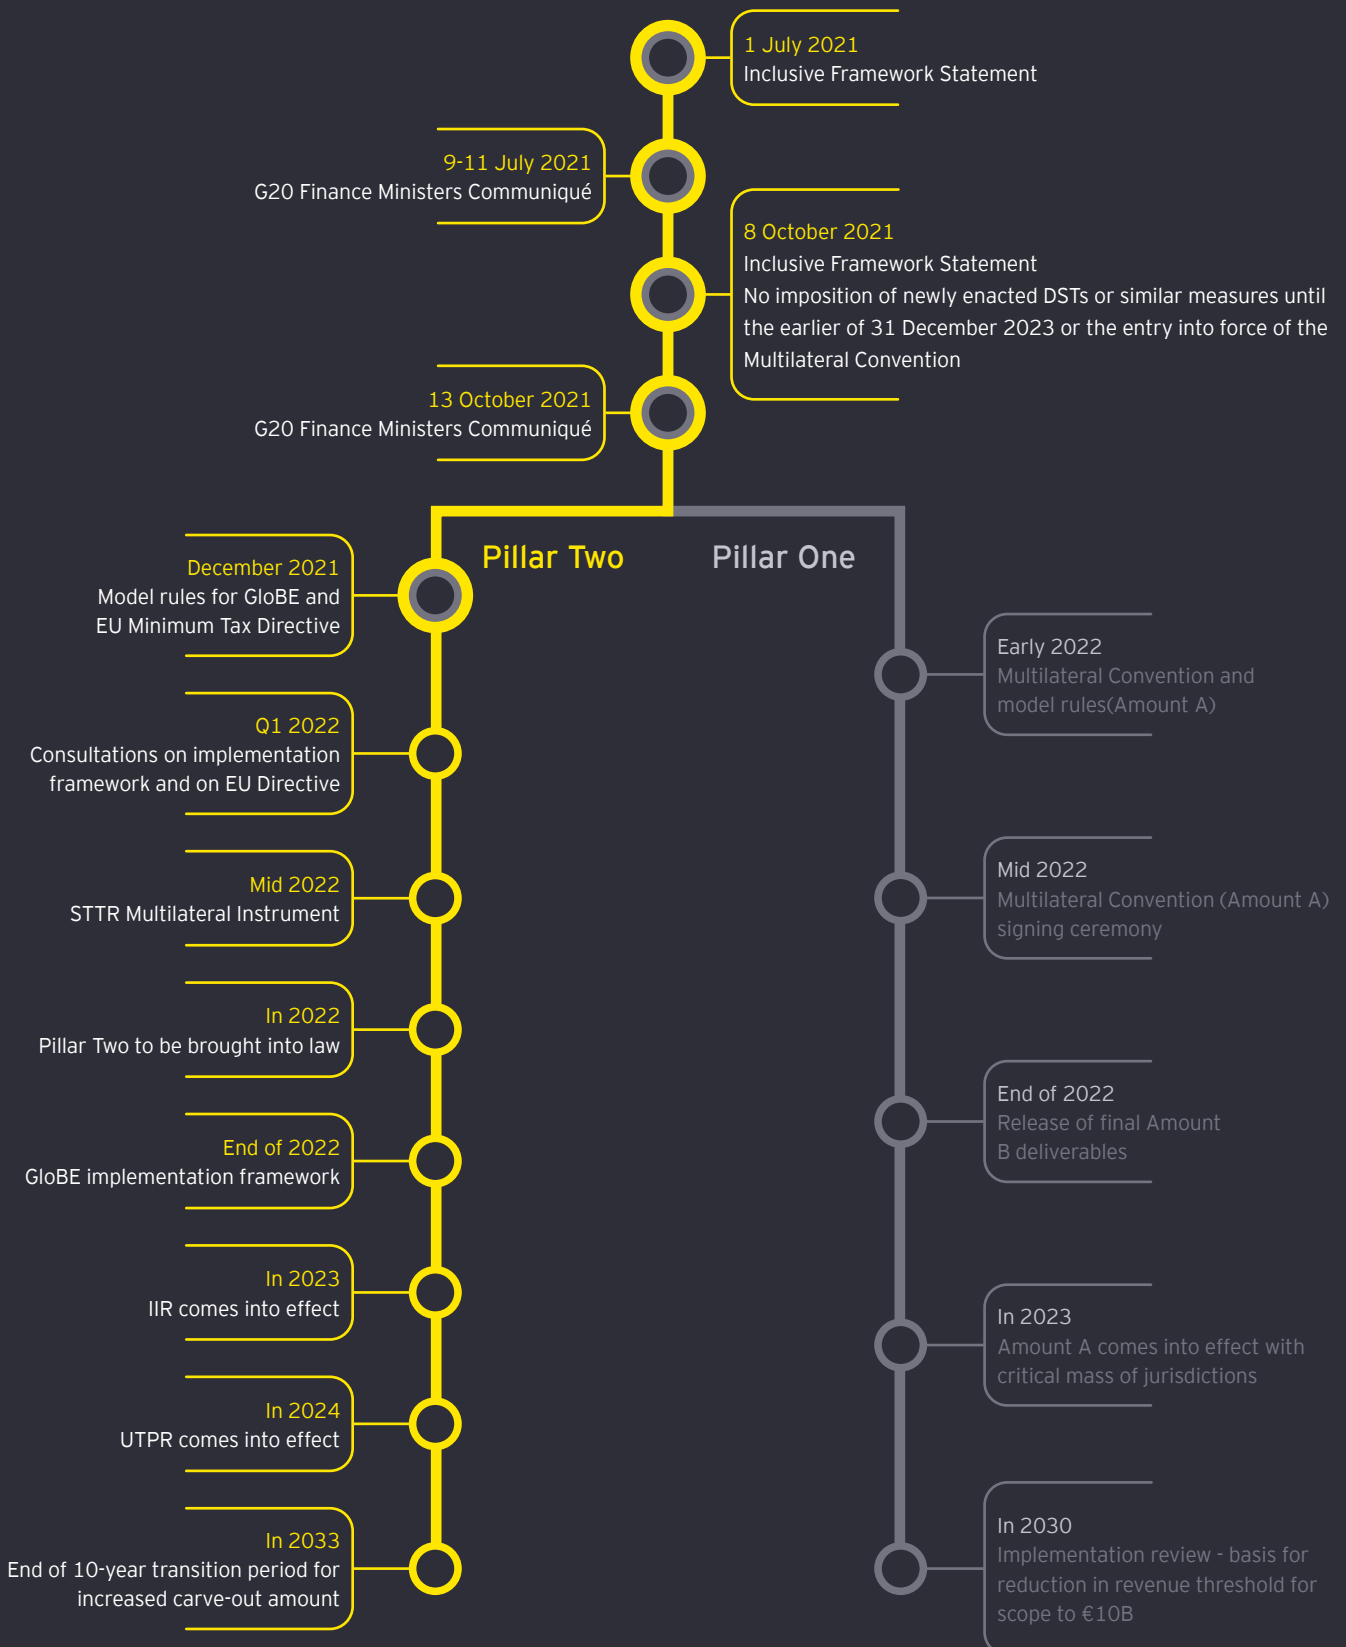 1 July 2021
Inclusive Framework Statement
9-11 July 2021
G20 Finance Ministers Communiqué
8 October 2021
Inclusive Framework Statement
No imposition of newly enacted DSTs or similar measures until
the earlier of 31 December 2023 or the entry into force of the
Multilateral Convention
13 October 2021
G20 Finance Ministers Communiqué
Pillar Two
December 2021
Model rules for GloBE and
EU Minimum Tax Directive
Q1 2022
Consultations on implementation
framework and on EU Directive
Mid 2022
STTR Multilateral Instrument
In 2022
Pillar Two to be brought into law
End of 2022
GloBE implementation framework
In 2023
IIR comes into effect
In 2024
UTPR comes into effect
In 2033
End of 10-year transition period for
increased carve-out amount
Pillar One
Early 2022
Multilateral Convention and
model rules(Amount A)
Mid 2022
Multilateral Convention (Amount A)
signing ceremony
End of 2022
Release of final Amount
B deliverables
In 2023
Amount A comes into effect with
critical mass of jurisdictions
In 2030
Implementation review - basis for
reduction in revenue threshold for
scope to €10B